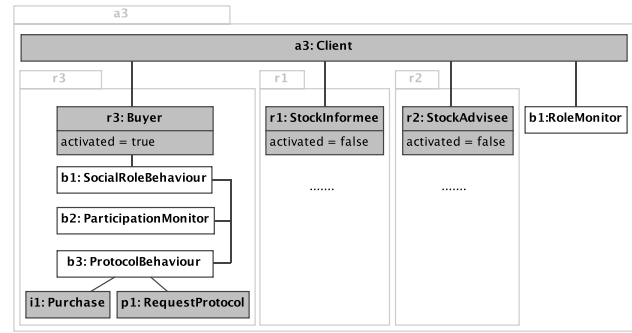 a3
a3: Client
r3
r1
r2
r3: Buyer
activated = true
r1: StockInformee
activated = false
r2: StockAdvisee
activated = false
b1:RoleMonitor
b1: SocialRoleBehaviour
.......
.......
b2: ParticipationMonitor
b3: ProtocolBehaviour
i1: Purchase
p1: RequestProtocol